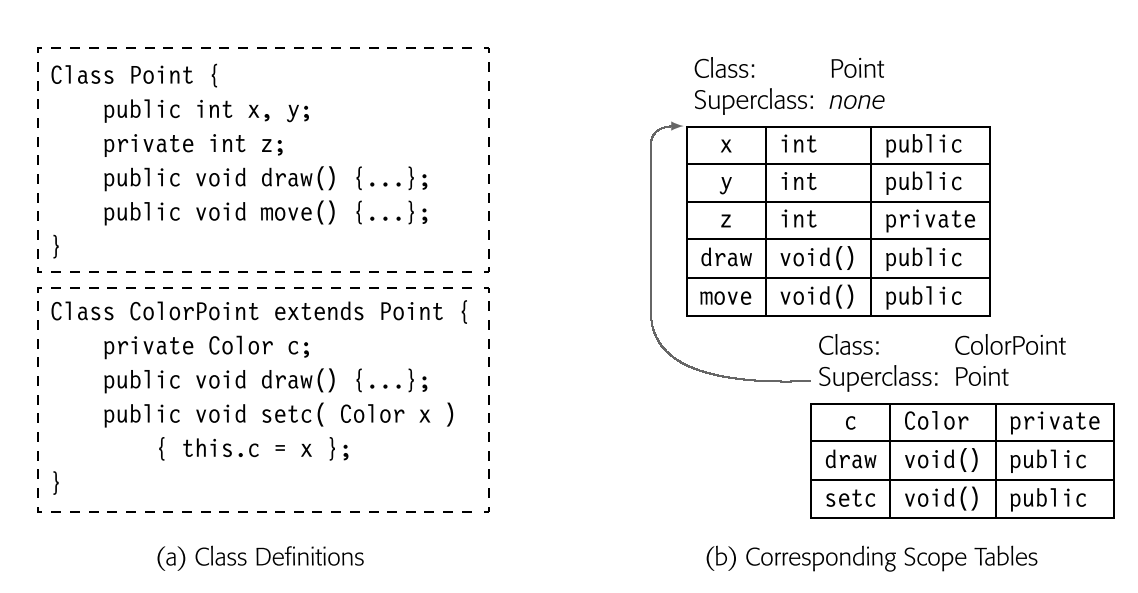 Class Point {
    public int x, y;
    private int z;
    public void draw() {...};
    public void move() {...};
}
Class ColorPoint extends Point {
    private Color c;
    public void draw() {...};
    public void setc( Color x )
        { this.c = x };
}
(a) Class Definitions
Class: Point
Superclass: none
x int public
y int public
z int private
draw void() public
move void() public
Class: ColorPoint
Superclass: Point
c Color private
draw void() public
setc void() public
(b) Corresponding Scope Tables